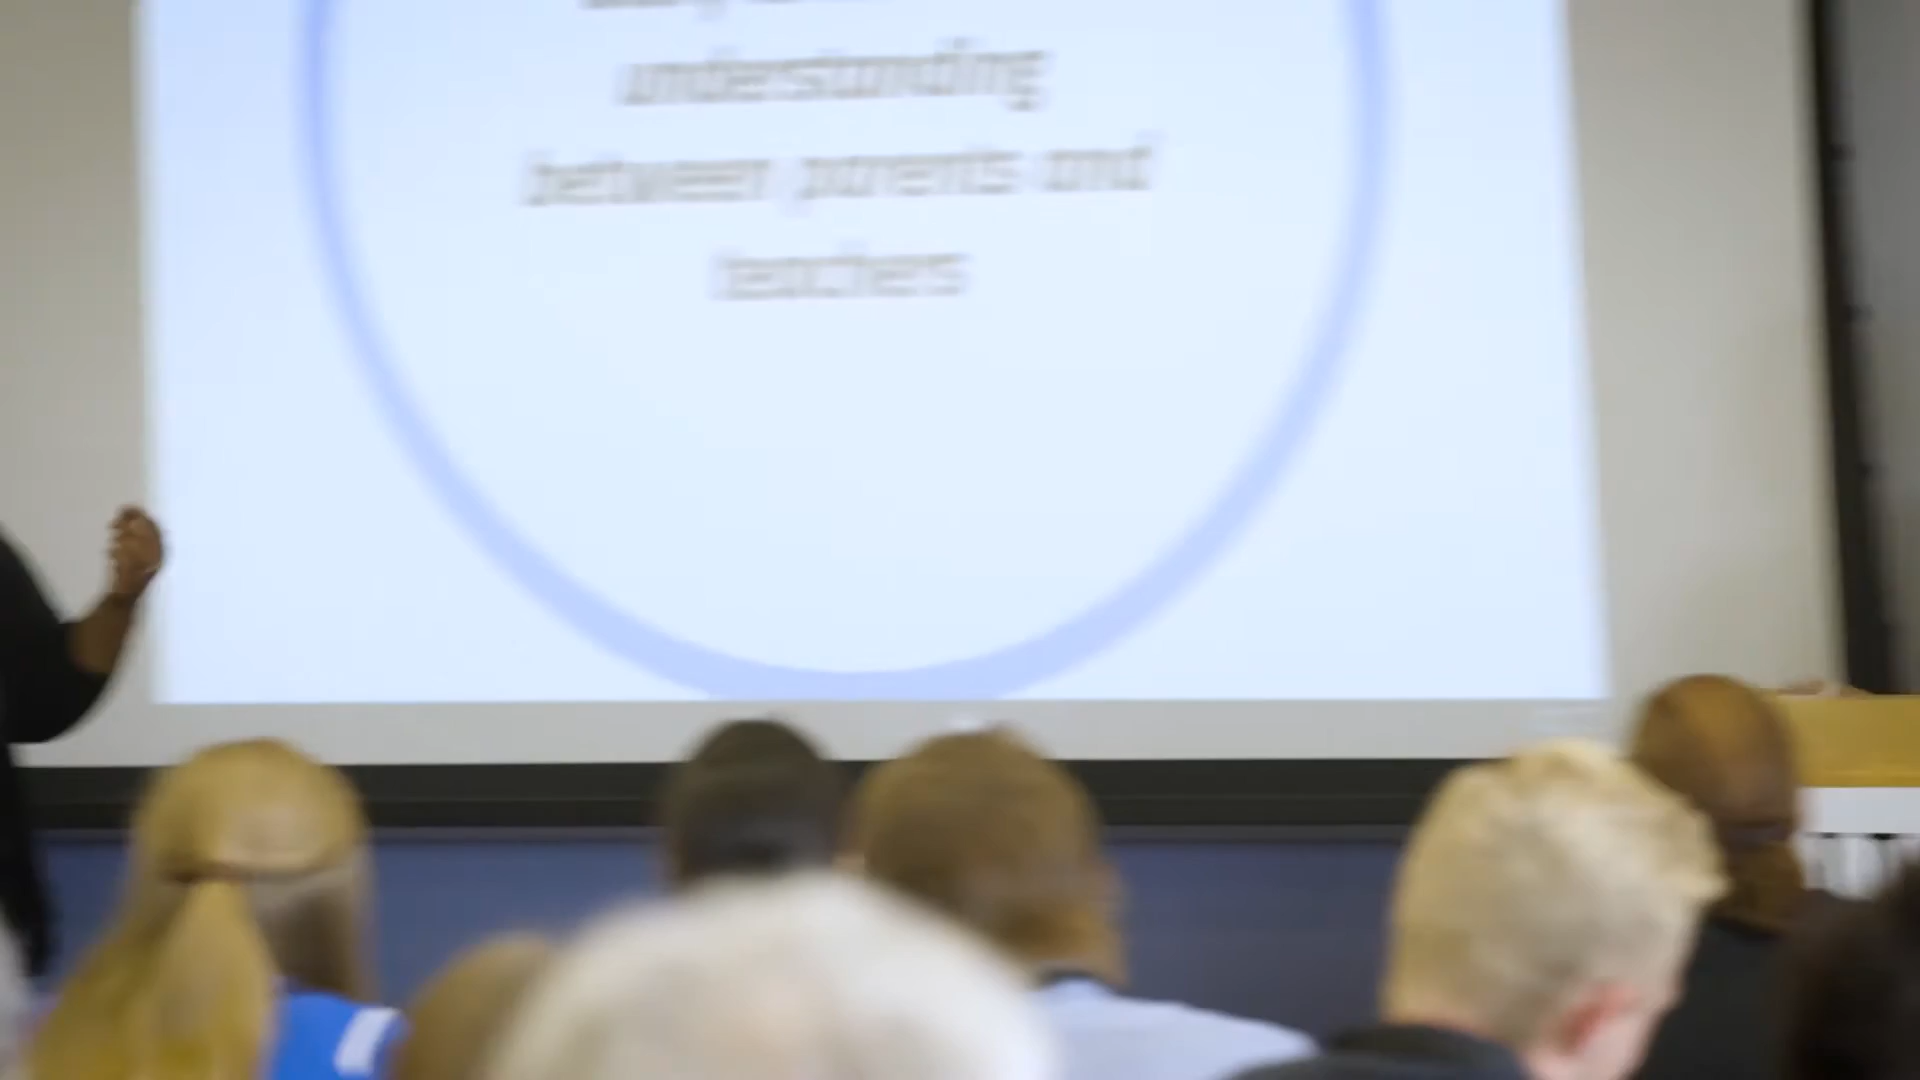 understanding
between parents and
teachers